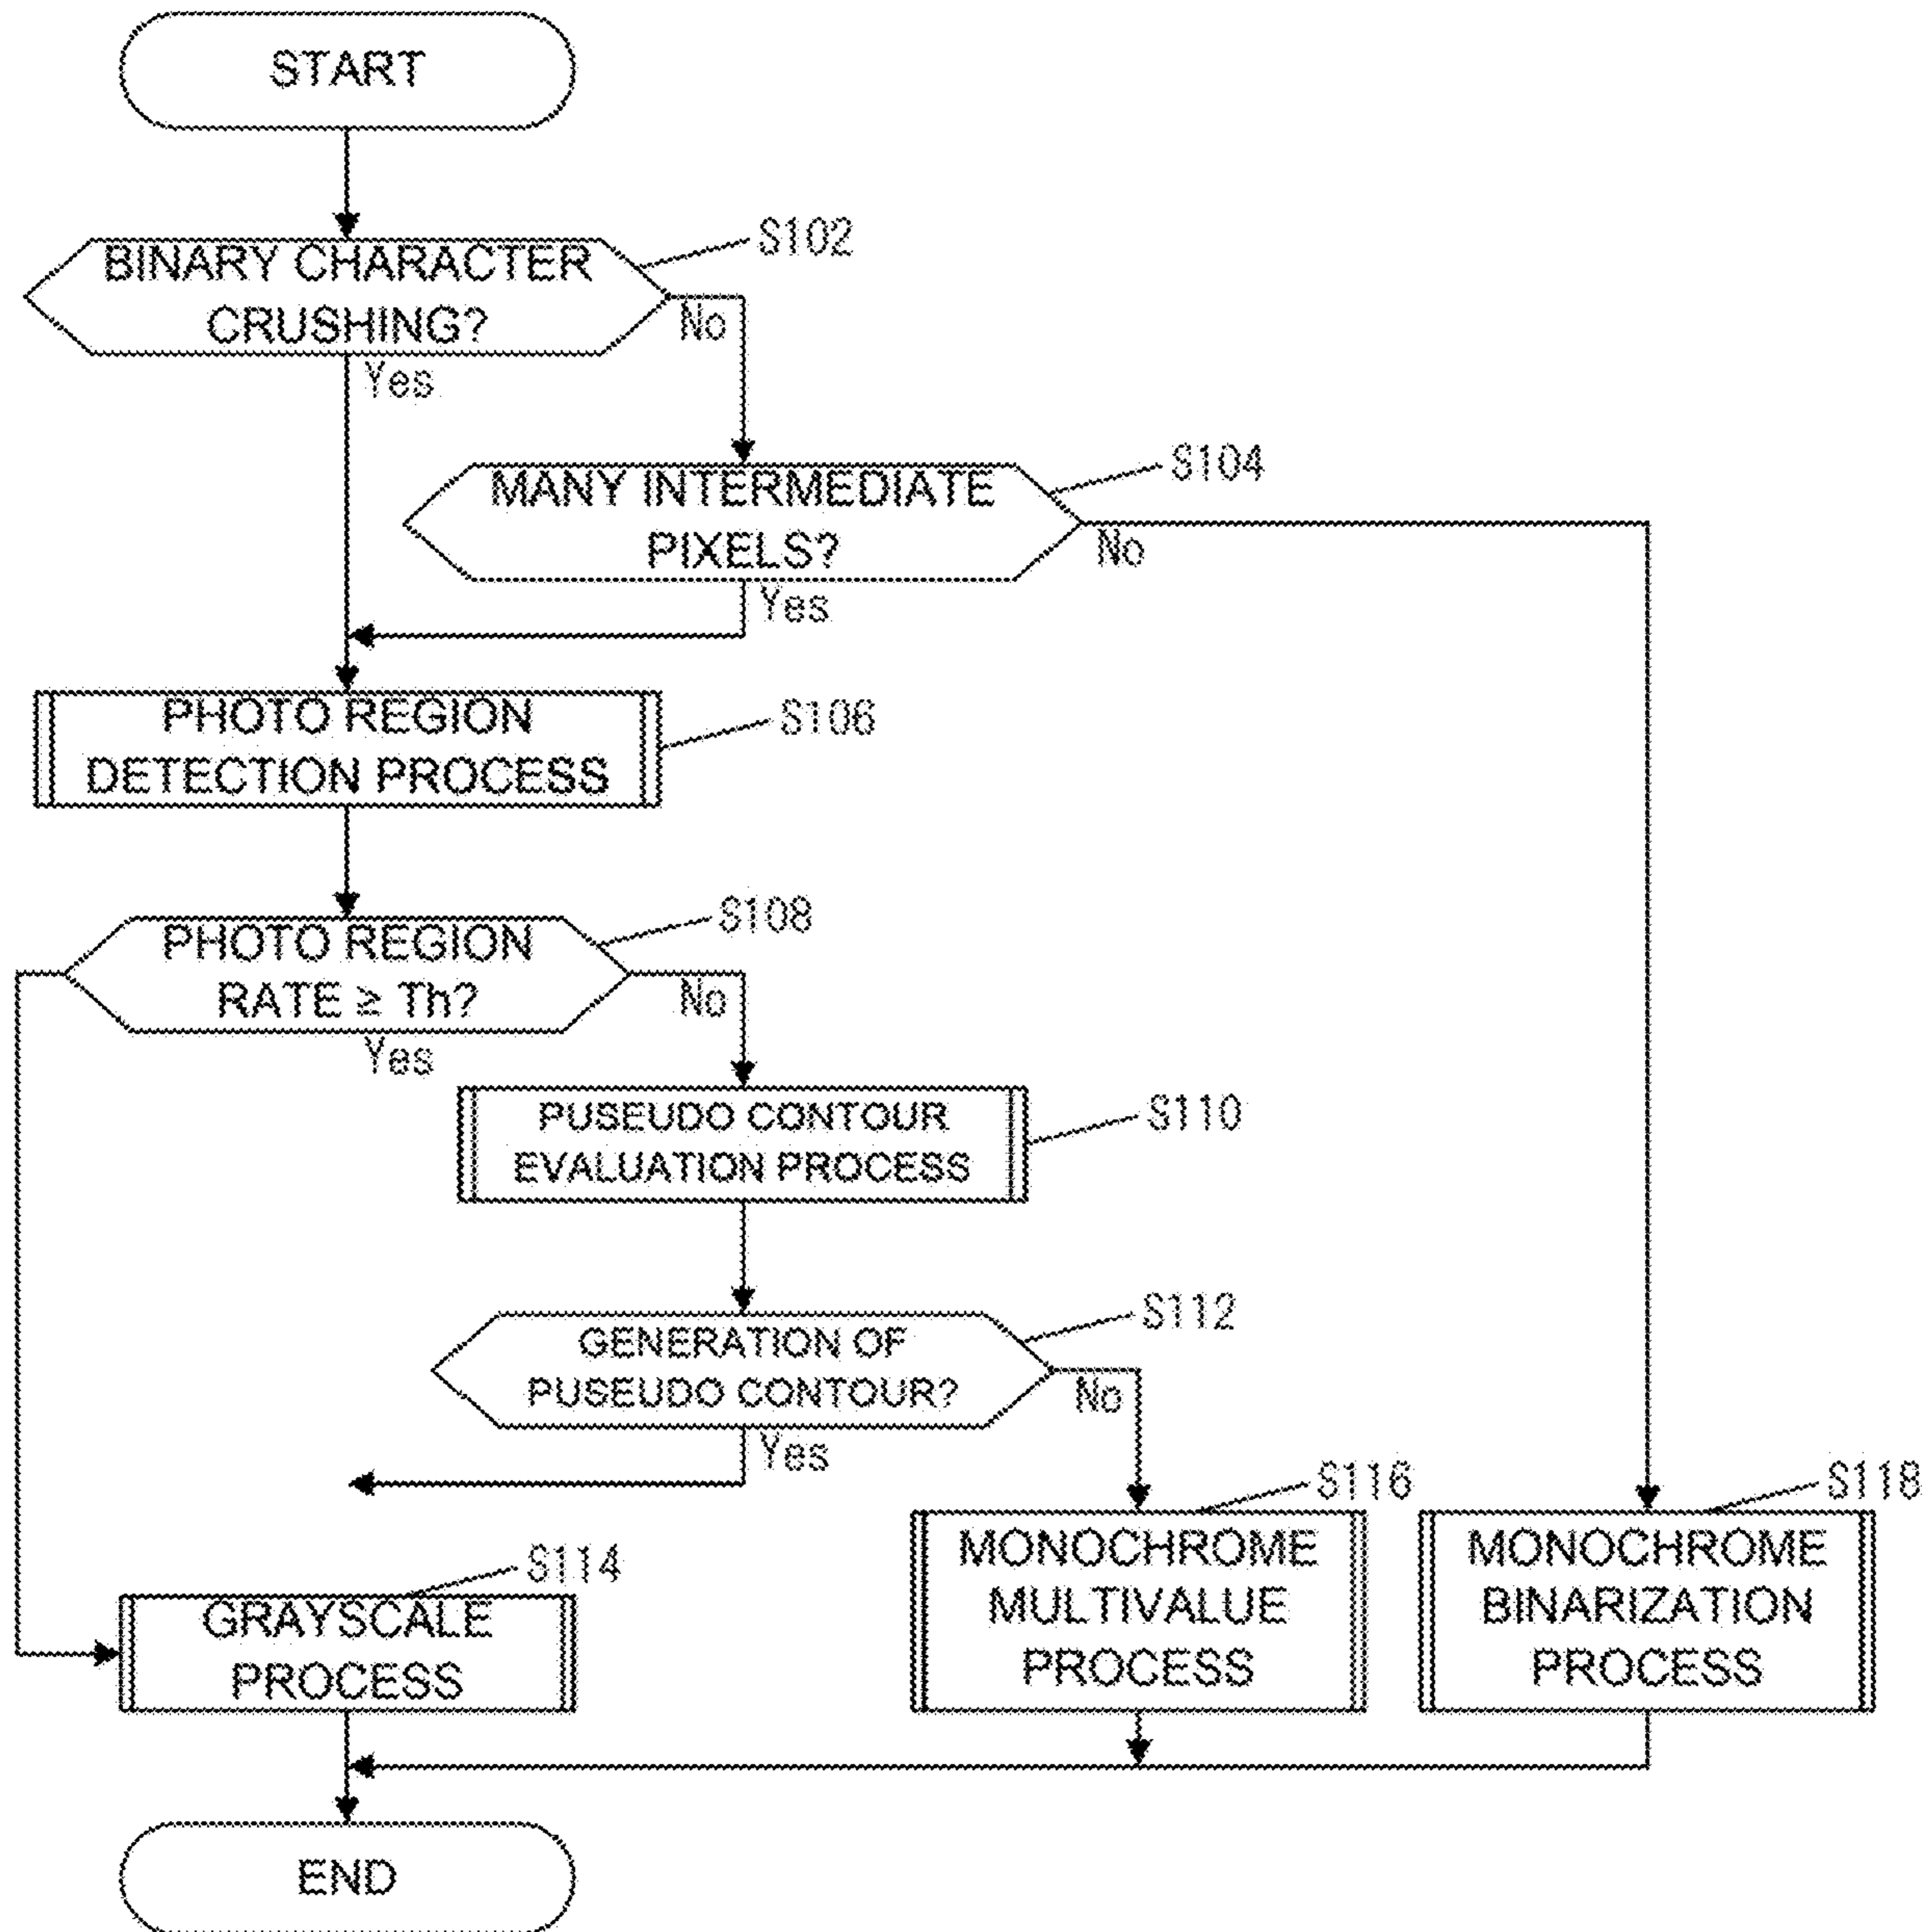 START
BINARY CHARACTER
CRUSHING?
S102
No
Yes
MANY INTERMEDIATE
PIXELS?
S104
No
Yes
PHOTO REGION
DETECTION PROCESS
S106
PHOTO REGION
RATE ≥ Th?
S108
No
Yes
PUSEUDO CONTOUR
EVALUATION PROCESS
S110
GENERATION OF
PUSEUDO CONTOUR?
S112
No
Yes
S114
GRAYSCALE
PROCESS
S116
MONOCHROME
MULTIVALUE
PROCESS
S118
MONOCHROME
BINARIZATION
PROCESS
END